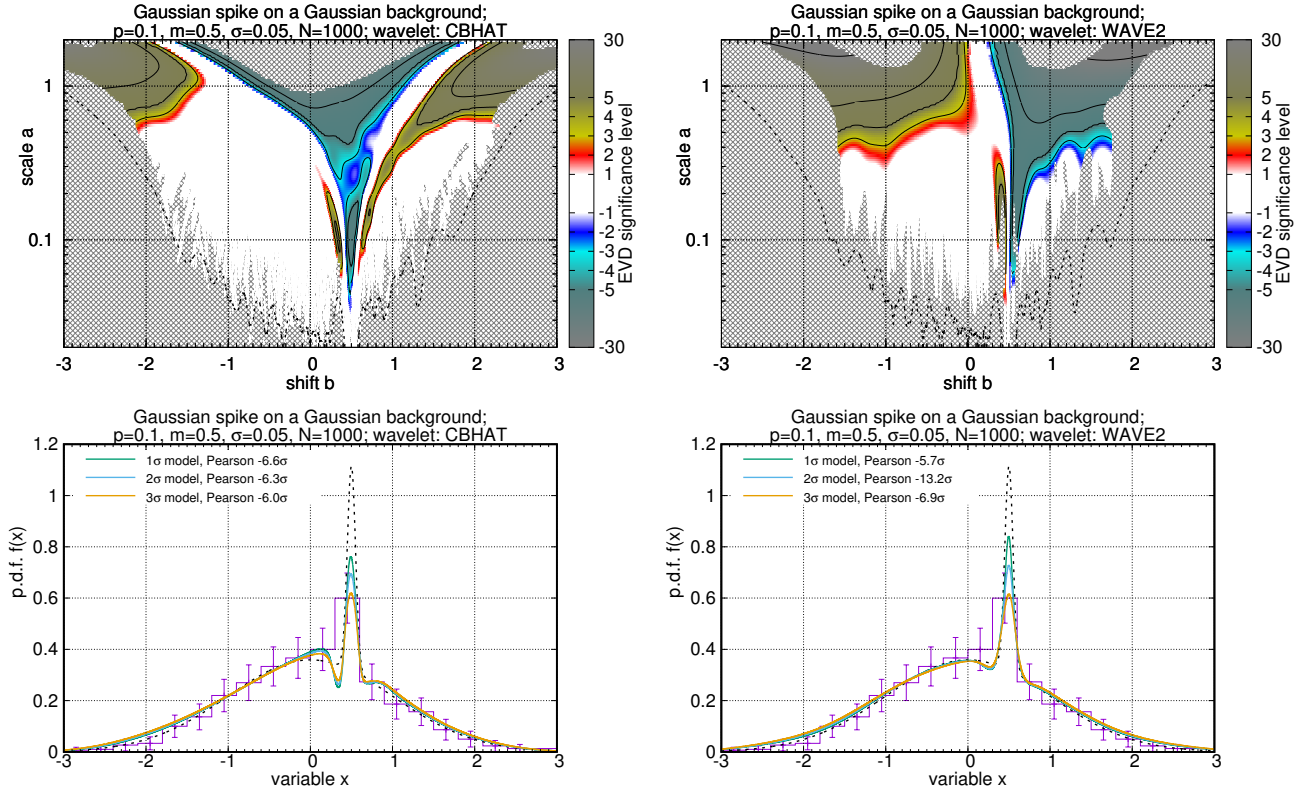 Gaussian spike on a Gaussian background;
p=0.1, m=0.5, σ=0.05, N=1000; wavelet: CBHAT
scale a
1
0.1
-3 -2 -1 0 1 2 3
shift b
30
5
3
2
1
-1
-2
-3
-5
-30
EVD significance level
Gaussian spike on a Gaussian background;
p=0.1, m=0.5, σ=0.05, N=1000; wavelet: WAVE2
scale a
1
0.1
-3 -2 -1 0 1 2 3
shift b
30
5
4
3
2
1
-1
-2
-3
-4
-5
-30
EVD significance level
Gaussian spike on a Gaussian background;
p=0.1, m=0.5, σ=0.05, N=1000; wavelet: CBHAT
1σ model, Pearson -6.6σ
2σ model, Pearson -6.3σ
3σ model, Pearson -6.0σ
p.d.f. f(x)
1.2
1
0.8
0.6
0.4
0.2
0
-3 -2 -1 0 1 2 3
variable x
Gaussian spike on a Gaussian background;
p=0.1, m=0.5, σ=0.05, N=1000; wavelet: WAVE2
1σ model, Pearson -5.7σ
2σ model, Pearson -13.2σ
3σ model, Pearson -6.9σ
p.d.f. f(x)
1.2
1
0.8
0.6
0.4
0.2
0
-3 -2 -1 0 1 2 3
variable x